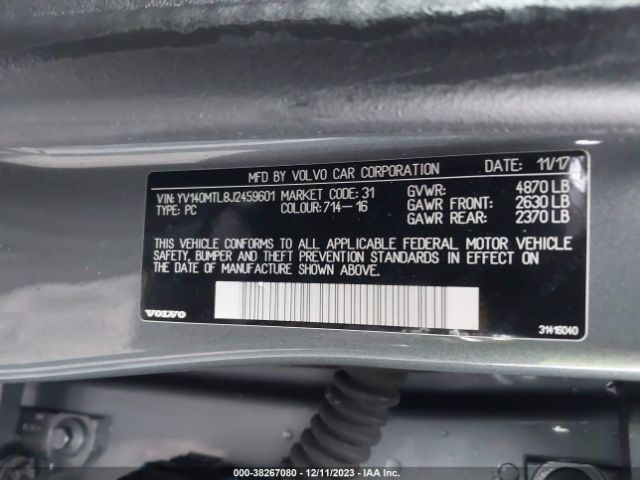 MFD BY VOLVO CAR CORPORATION DATE: 11/17
VIN: YV140MTL8J2459601 MARKET CODE: 31 GVWR: 4870 LB
TYPE: PC COLOUR: 714-16 GAWR FRONT: 2630 LB
GAWR REAR: 2370 LB
THIS VEHICLE CONFORMS TO ALL APPLICABLE FEDERAL MOTOR VEHICLE
SAFETY, BUMPER AND THEFT PREVENTION STANDARDS IN EFFECT ON
THE DATE OF MANUFACTURE SHOWN ABOVE.
VOLVO 31416040
000-38267080 - 12/11/2023 - IAA Inc.